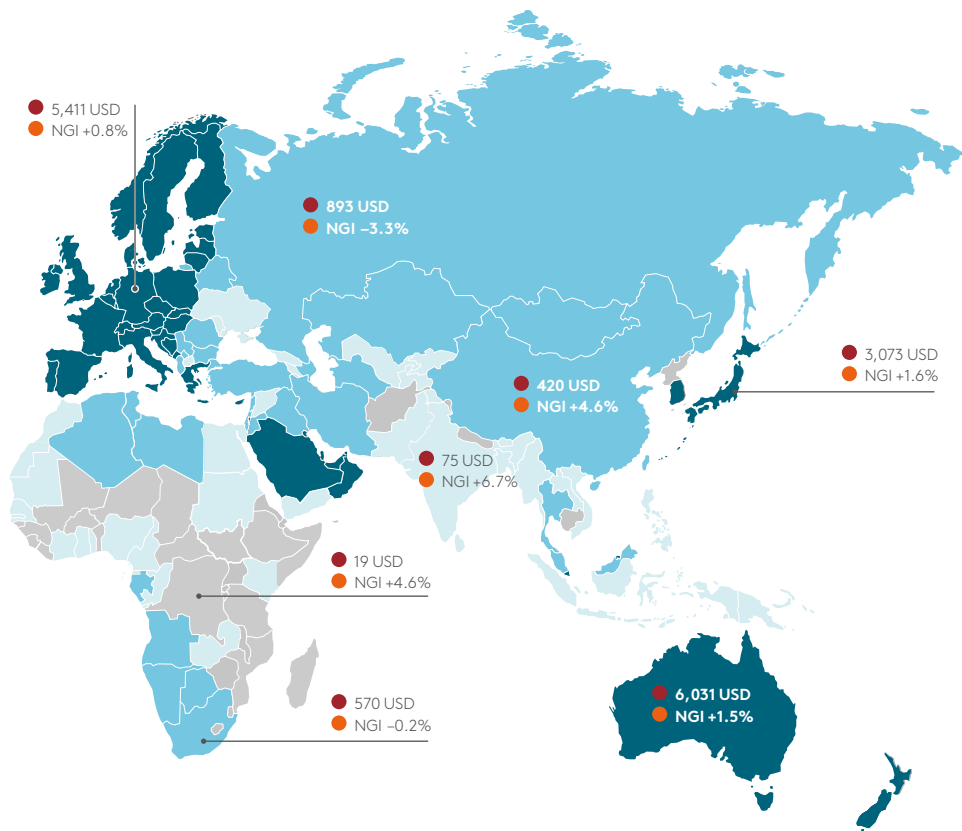 5,411 USD
NGI +0.8%
893 USD
NGI –3.3%
3,073 USD
NGI +1.6%
420 USD
NGI +4.6%
75 USD
NGI +6.7%
19 USD
NGI +4.6%
570 USD
NGI –0.2%
6,031 USD
NGI +1.5%